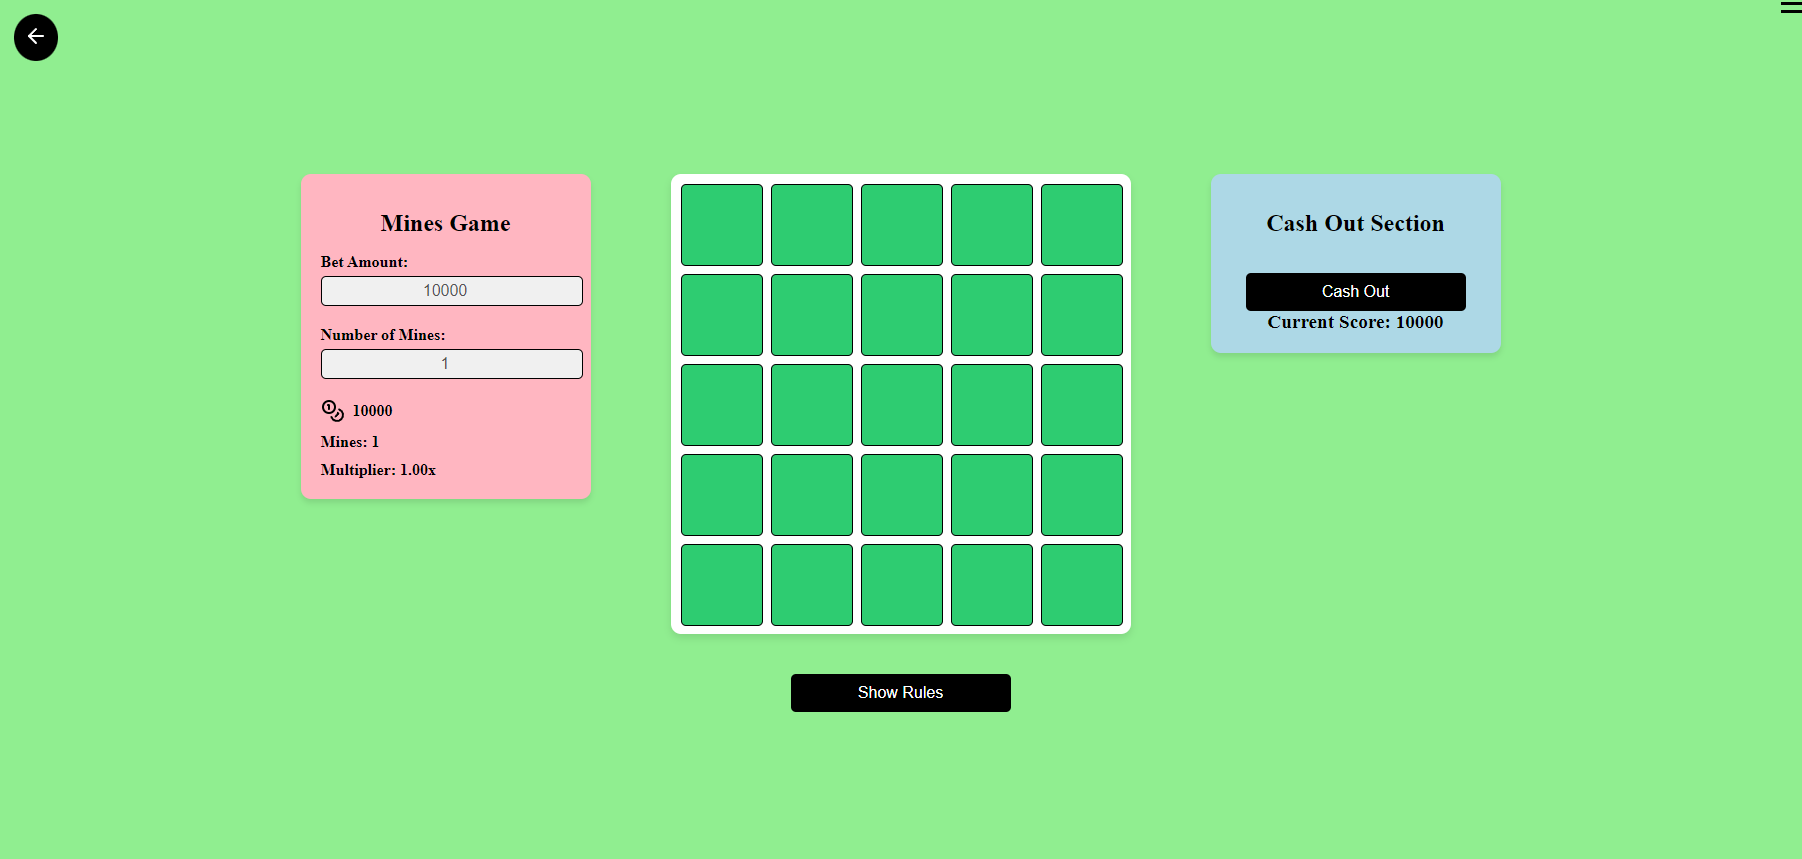 Mines Game
Bet Amount:
10000
Number of Mines:
1
10000
Mines: 1
Multiplier: 1.00x
Cash Out Section
Cash Out
Current Score: 10000
Show Rules